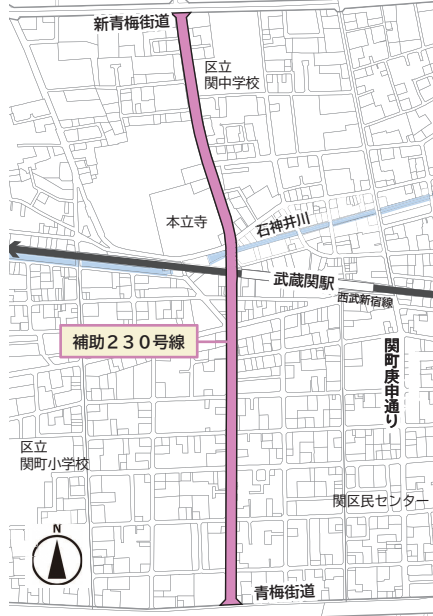 新青梅街道
区立
関中学校
本立寺
石神井川
武蔵関駅
西武新宿線
補助２３０号線
関町庚申通り
区立
関町小学校
関区民センター
N
青梅街道